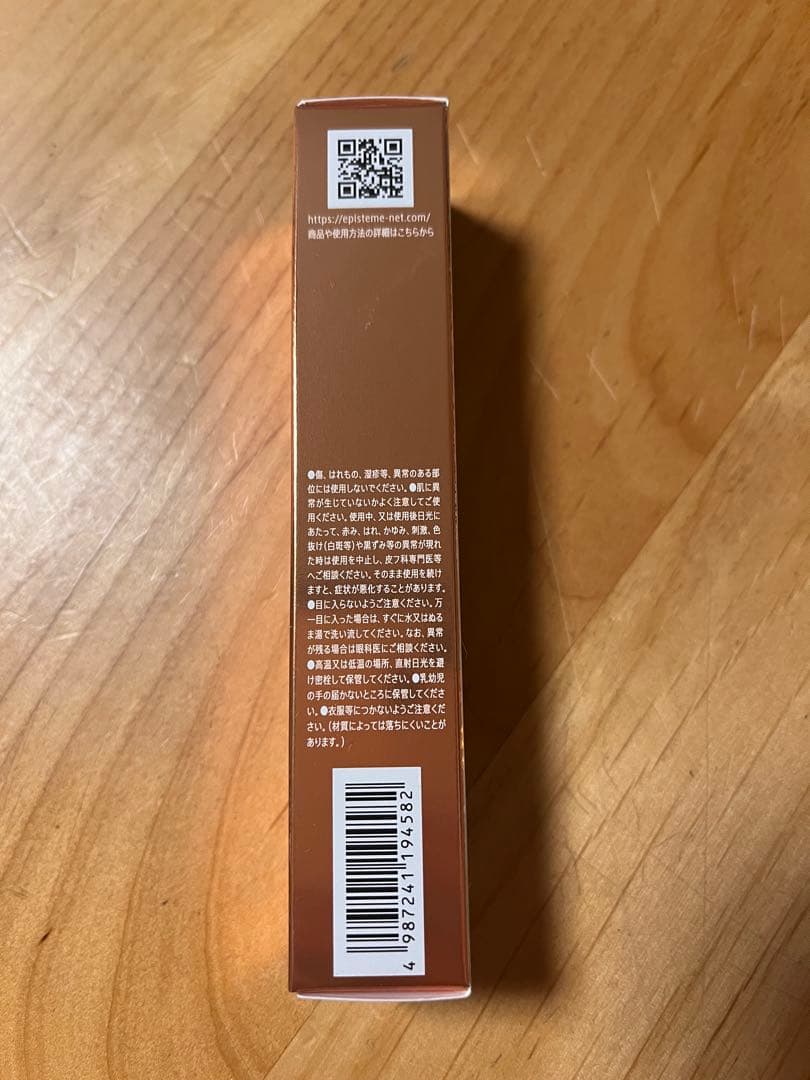 https://episteme-net.com/
商品や使用方法の詳細はこちらから
●傷、はれもの、湿疹等、異常のある部
位には使用しないでください。●肌に異
常が生じていないかよく注意してご使
用ください。使用中、又は使用後日光に
あたって、赤み、はれ、かゆみ、刺激、色
抜け(白斑等)や黒ずみ等の異常が現れ
た時は使用を中止し、皮フ科専門医等
へご相談ください。そのまま使用を続け
ますと、症状が悪化することがあります。
●目に入らないようご注意ください。万
一目に入った場合は、すぐに水又はぬる
ま湯で洗い流してください。なお、異常
が残る場合は眼科医にご相談ください。
●高温又は低温の場所、直射日光を避
け密栓して保管してください。●乳幼児
の手の届かないところに保管してくださ
い。●衣服等につかないようご注意くだ
さい。(材質によっては落ちにくいことが
あります。)
4 987241 194582